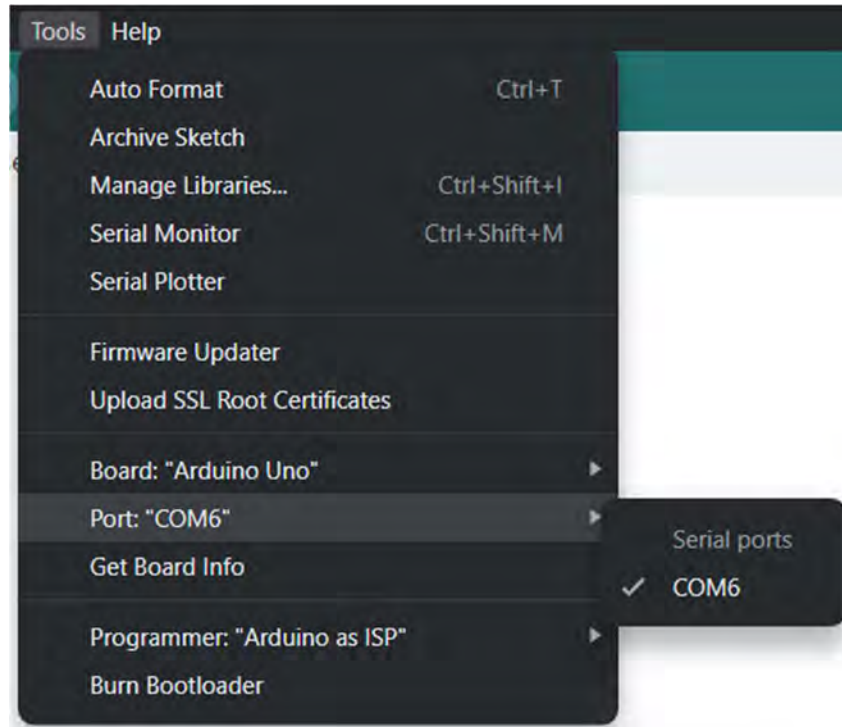 Tools Help
Auto Format Ctrl+T
Archive Sketch
Manage Libraries... Ctrl+Shift+I
Serial Monitor Ctrl+Shift+M
Serial Plotter
Firmware Updater
Upload SSL Root Certificates
Board: "Arduino Uno"
Port: "COM6"
Serial ports
COM6
Get Board Info
Programmer: "Arduino as ISP"
Burn Bootloader